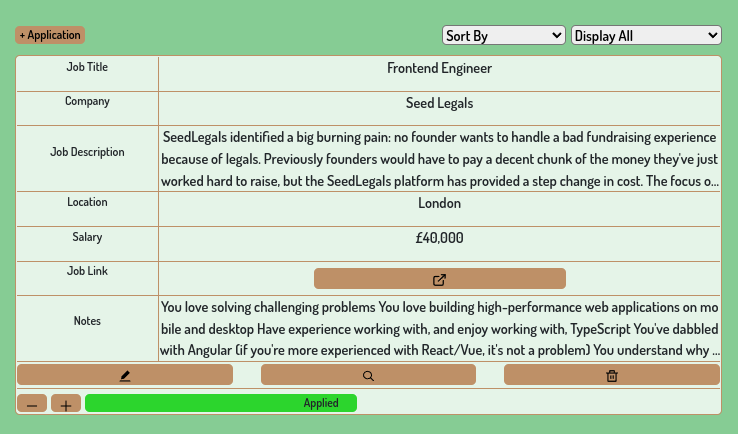 + Application
Sort By
Display All
Job Title
Frontend Engineer
Company
Seed Legals
Job Description
SeedLegals identified a big burning pain: no founder wants to handle a bad fundraising experience
because of legals. Previously founders would have to pay a decent chunk of the money they've just
worked hard to raise, but the SeedLegals platform has provided a step change in cost. The focus o...
Location
London
Salary
£40,000
Job Link
Notes
You love solving challenging problems You love building high-performance web applications on mo
bile and desktop Have experience working with, and enjoy working with, TypeScript You've dabbled
with Angular (if you're more experienced with React/Vue, it's not a problem) You understand why ...
Applied